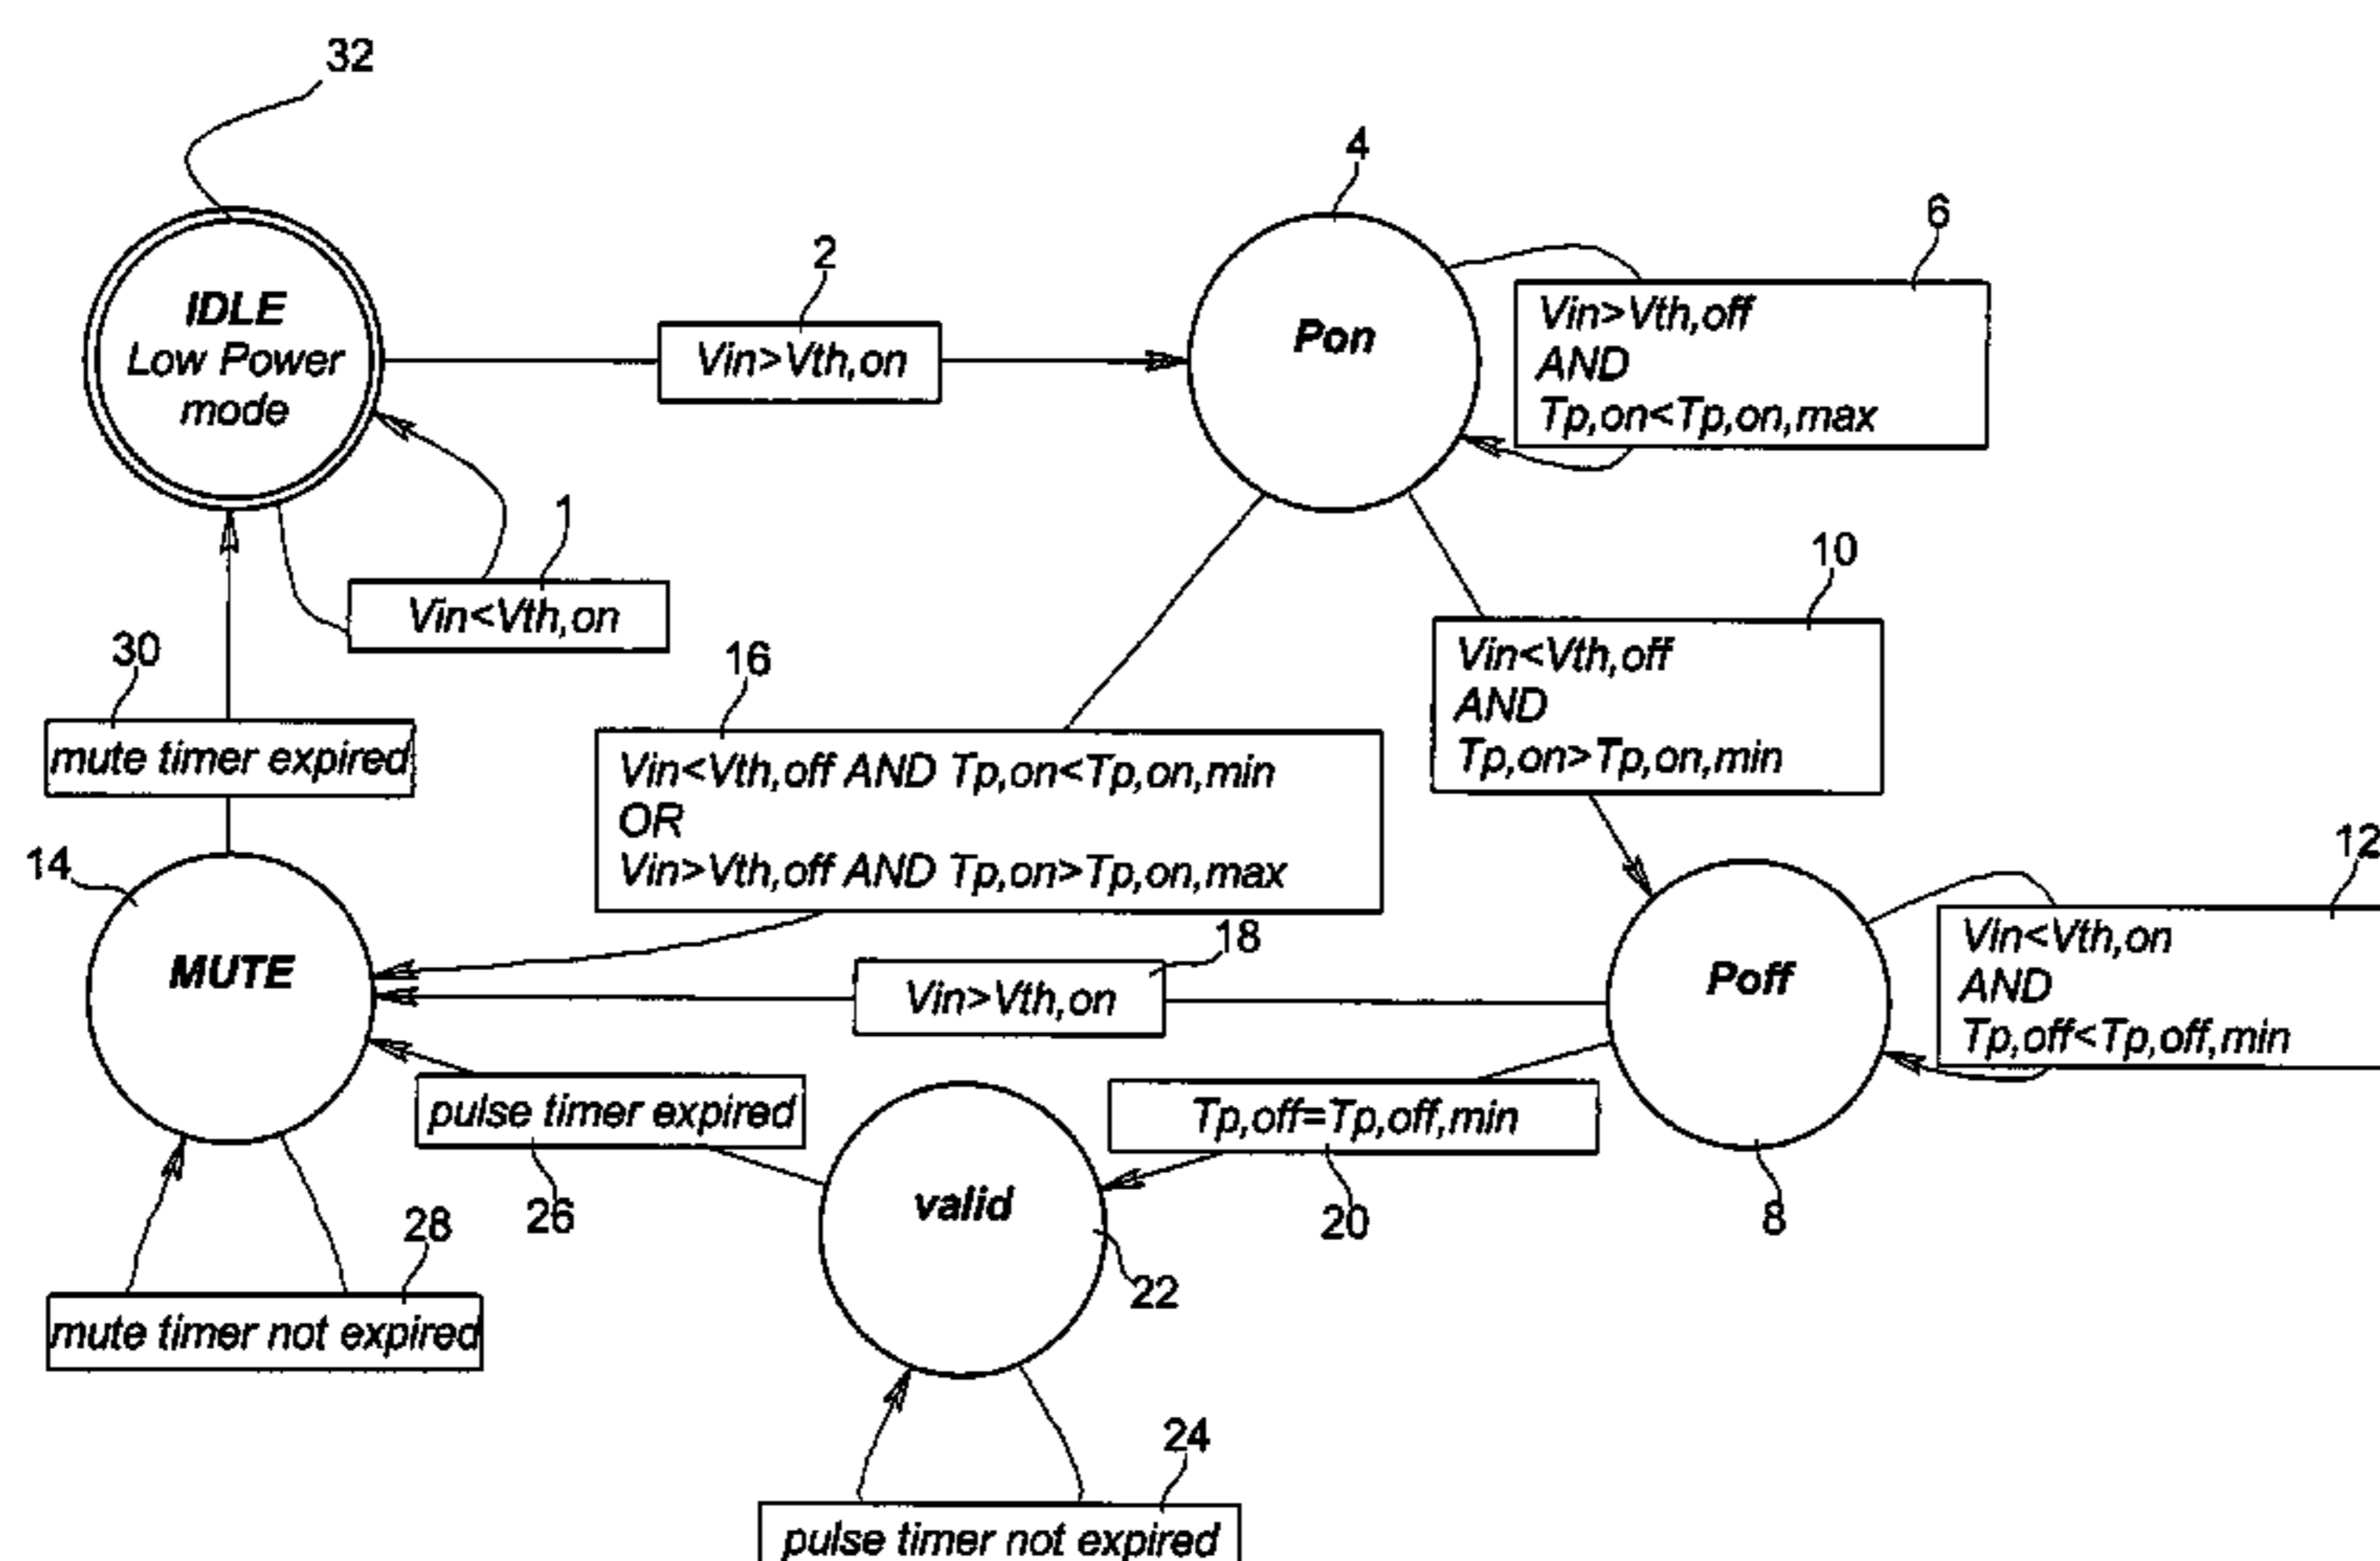 32
4
6
2
IDLE
Low Power
mode
Vin>Vth,on
Pon
Vin>Vth,off
AND
Tp,on<Tp,on,max
1
Vin<Vth,on
10
Vin<Vth,off
AND
Tp,on>Tp,on,min
30
mute timer expired
16
Vin<Vth,off AND Tp,on<Tp,on,min
OR
Vin>Vth,off AND Tp,on>Tp,on,max
14
MUTE
18
Vin>Vth,on
Poff
12
Vin<Vth,on
AND
Tp,off<Tp,off,min
pulse timer expired
26
Tp,off=Tp,off,min
20
8
valid
22
28
mute timer not expired
24
pulse timer not expired